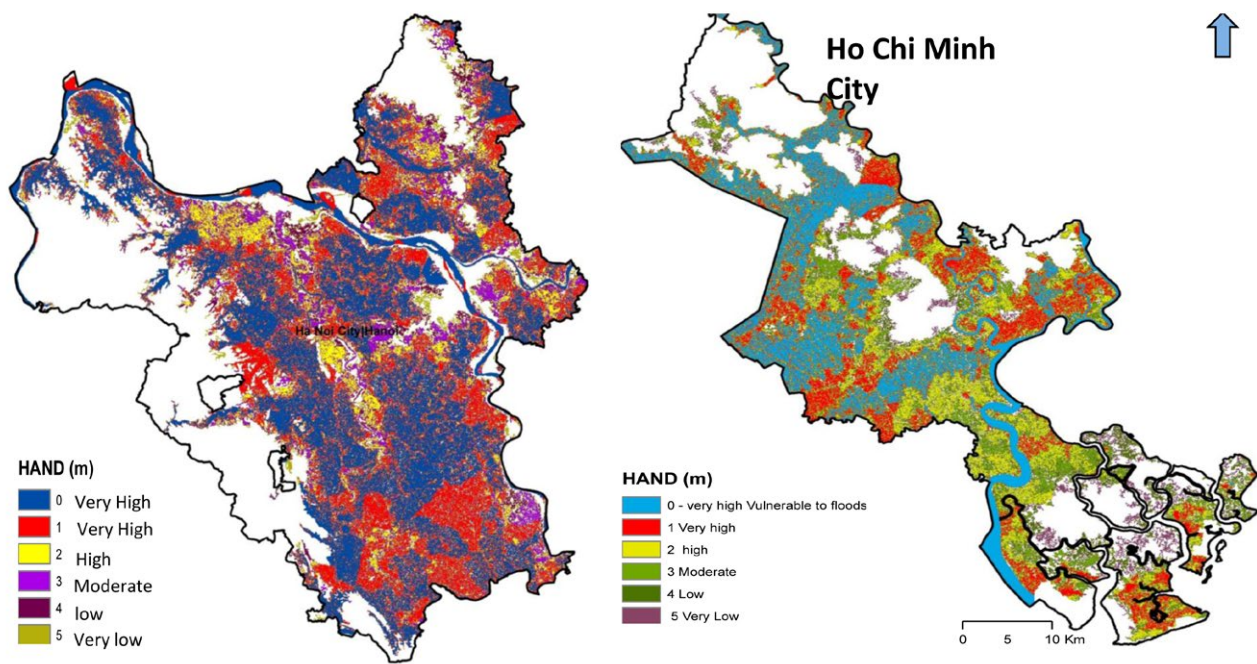 Ha Noi City|Hanoi
HAND (m)
0 Very High
1 Very High
2 High
3 Moderate
4 low
5 Very low
Ho Chi Minh
City
HAND (m)
0 - very high Vulnerable to floods
1 Very high
2 high
3 Moderate
4 Low
5 Very Low
0 5 10 Km